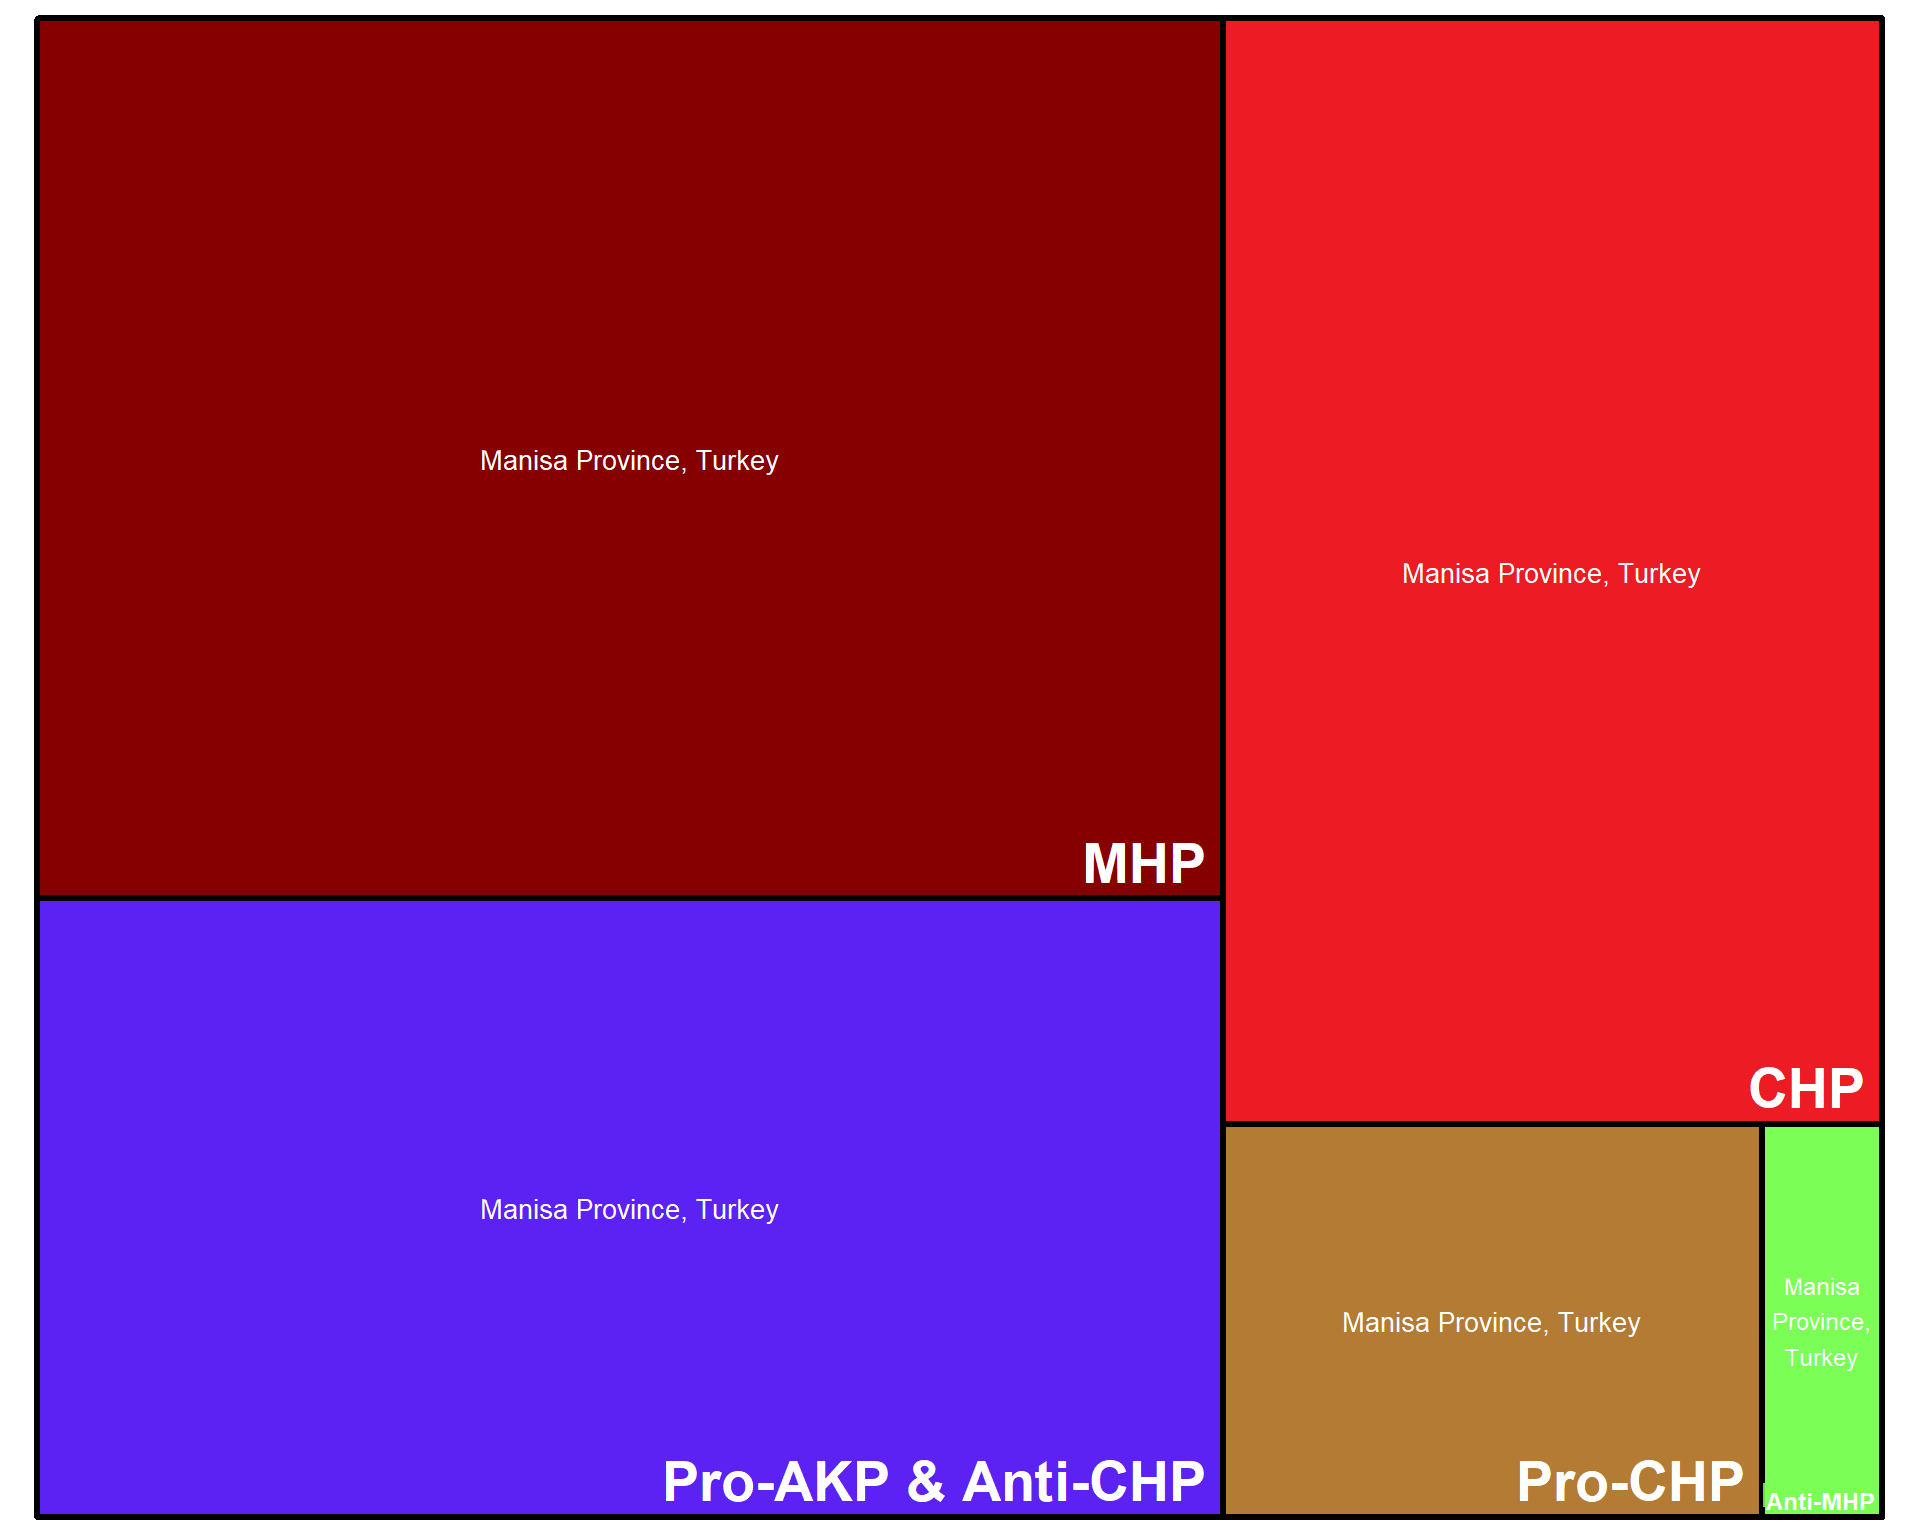 Manisa Province, Turkey
MHP
Manisa Province, Turkey
CHP
Manisa Province, Turkey
Pro-AKP & Anti-CHP
Manisa Province, Turkey
Pro-CHP
Manisa
Province,
Turkey
Anti-MHP